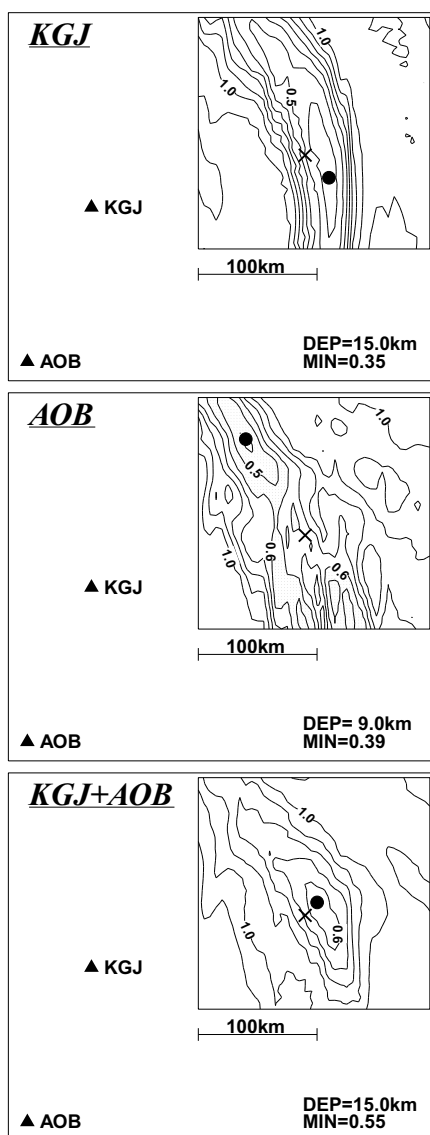 KGJ
1.0
1.0
0.5
▲ KGJ
100km
▲ AOB
DEP=15.0km
MIN=0.35
AOB
1.0
0.5
1.0
0.6
0.6
▲ KGJ
100km
▲ AOB
DEP= 9.0km
MIN=0.39
KGJ+AOB
1.0
1.0
0.6
▲ KGJ
100km
▲ AOB
DEP=15.0km
MIN=0.55